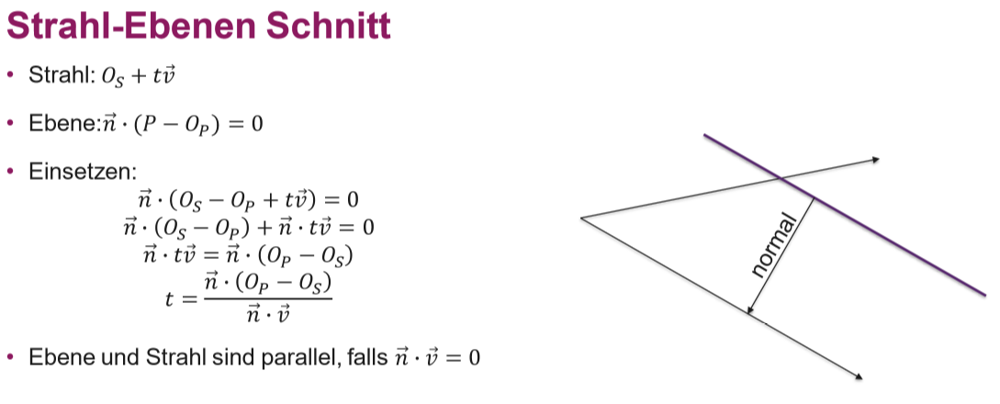 Strahl-Ebenen Schnitt
• Strahl: $O_S + t\vec{v}$
• Ebene:$\vec{n} \cdot (P - O_P) = 0$
• Einsetzen:
$\vec{n} \cdot (O_S - O_P + t\vec{v}) = 0$
$\vec{n} \cdot (O_S - O_P) + \vec{n} \cdot t\vec{v} = 0$
$\vec{n} \cdot t\vec{v} = \vec{n} \cdot (O_P - O_S)$
$t = \frac{\vec{n} \cdot (O_P - O_S)}{\vec{n} \cdot \vec{v}}$
• Ebene und Strahl sind parallel, falls $\vec{n} \cdot \vec{v} = 0$
normal